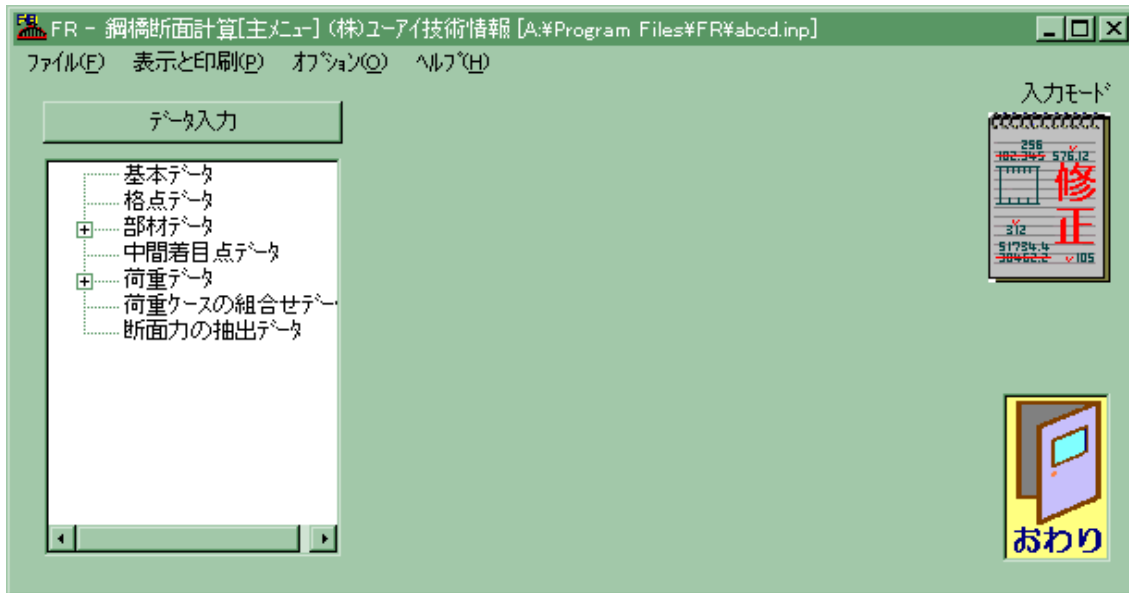 FR - 鋼橋断面計算[主ﾒﾆｭｰ] (株)ﾕｰｱｲ技術情報 [A:¥Program Files¥FR¥abcd.inp]
ﾌｧｲﾙ(F) 表示と印刷(P) ｵﾌﾟｼｮﾝ(O) ﾍﾙﾌﾟ(H)
入力ﾓｰﾄﾞ
ﾃﾞｰﾀ入力
256
102.345 576.12
修正
312
51784.4
38462.2 105
基本ﾃﾞｰﾀ
格点ﾃﾞｰﾀ
部材ﾃﾞｰﾀ
中間着目点ﾃﾞｰﾀ
荷重ﾃﾞｰﾀ
荷重ｹｰｽの組合せﾃﾞｰ
断面力の抽出ﾃﾞｰﾀ
おわり